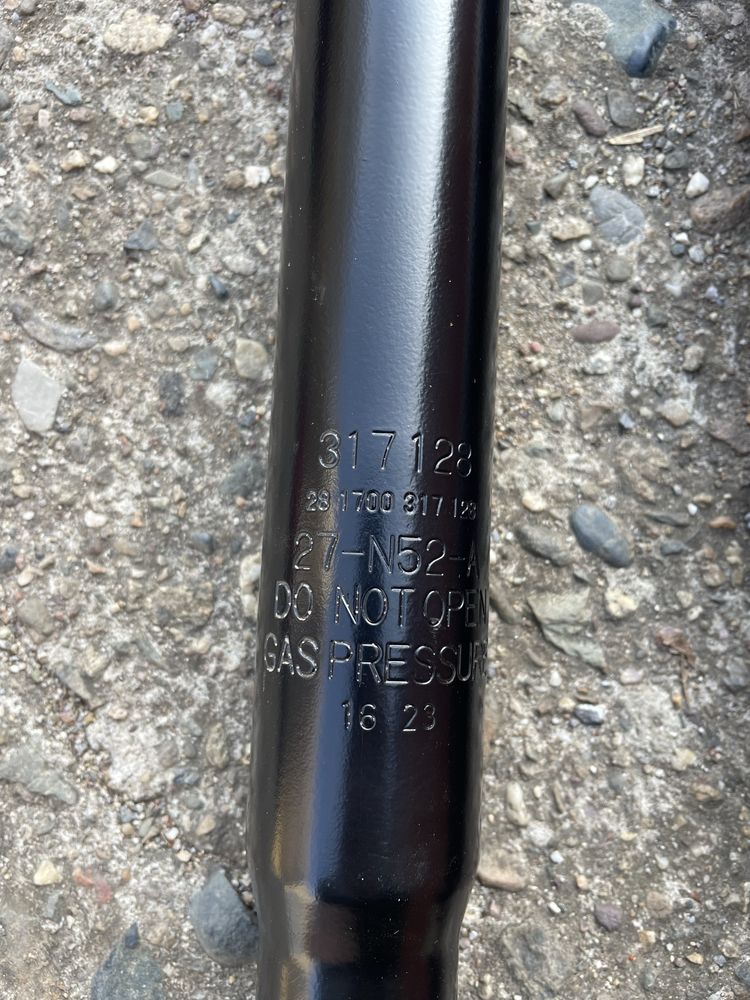 317 128
28 1700 317 128
27-N52-A
DO NOT OPEN
GAS PRESSURE
16 23